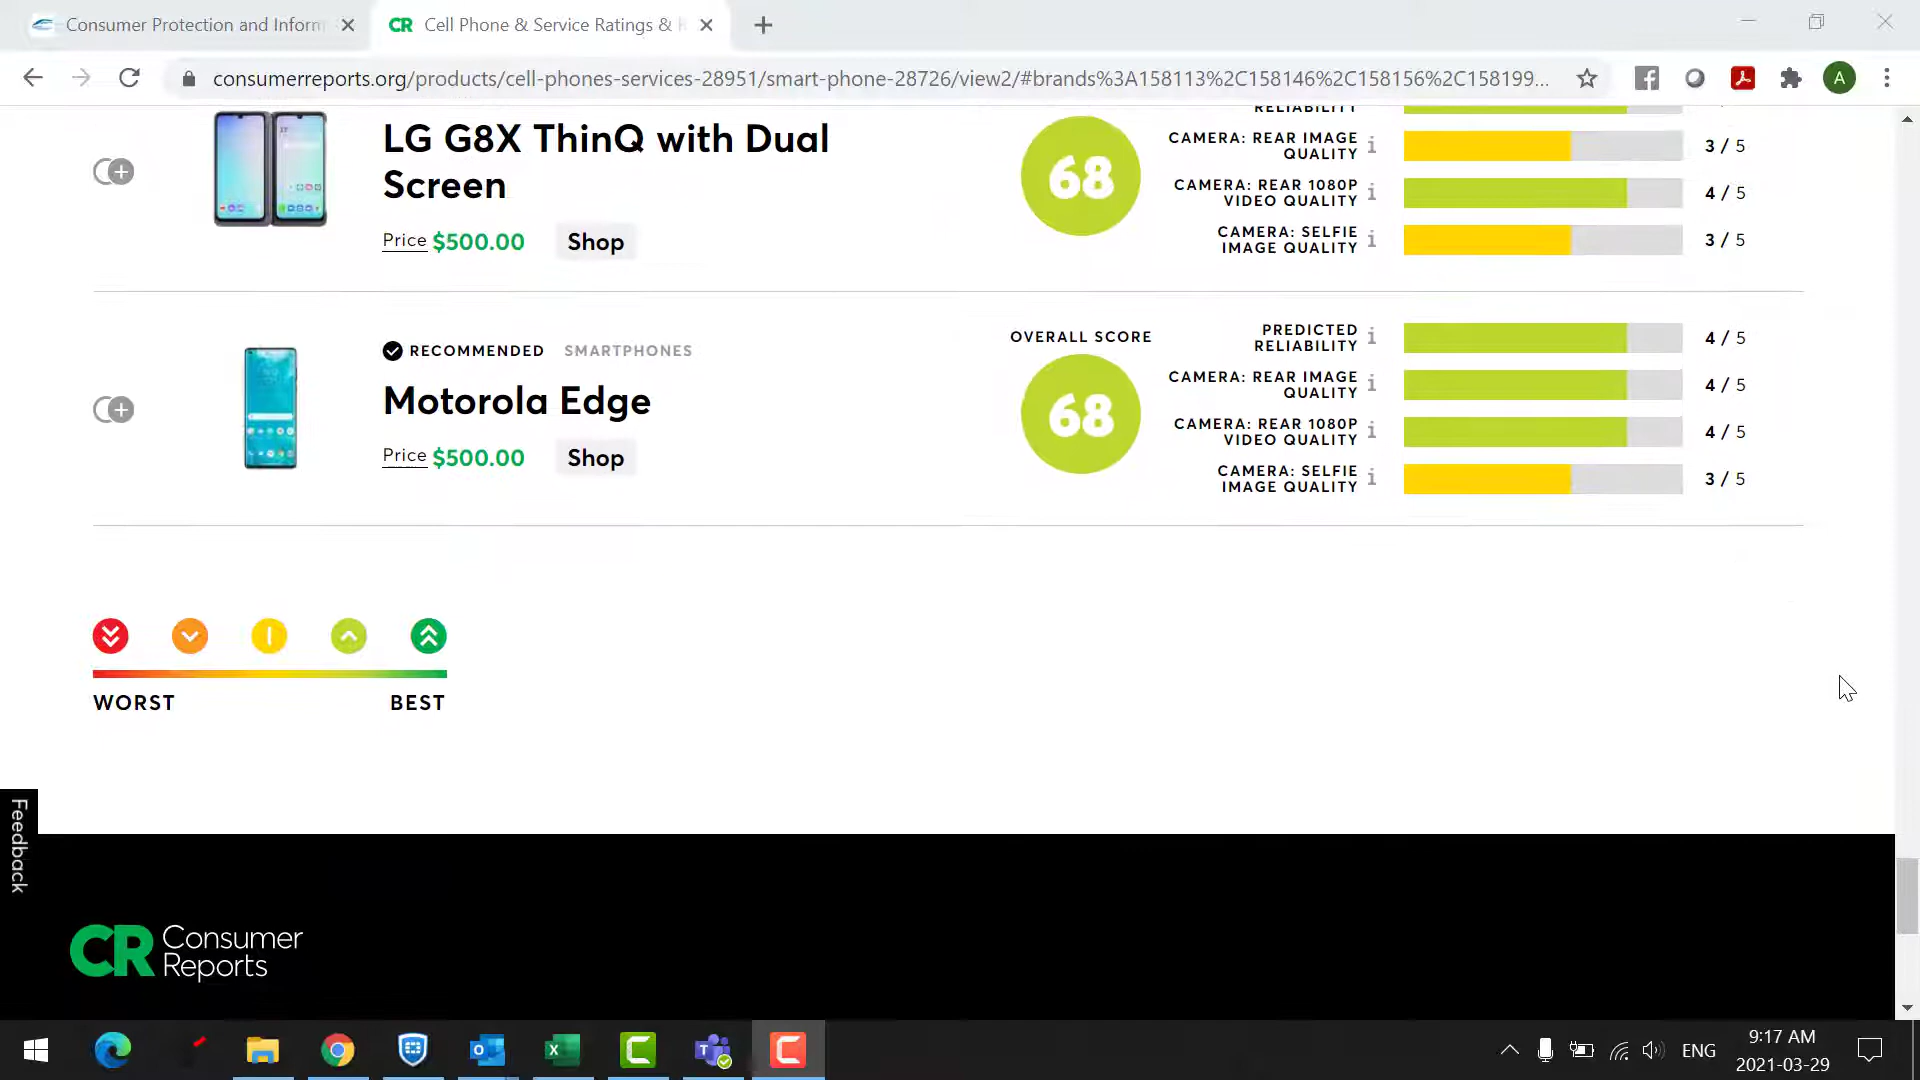 Consumer Protection and Inform
CR Cell Phone & Service Ratings &
consumerreports.org/products/cell-phones-services-28951/smart-phone-28726/view2/#brands%3A158113%2C158146%2C158156%2C158199...
A
RELIABILITY
LG G8X ThinQ with Dual
Screen
Price $500.00 Shop
68
CAMERA: REAR IMAGE
QUALITY i 3 / 5
CAMERA: REAR 1080P
VIDEO QUALITY i 4 / 5
CAMERA: SELFIE
IMAGE QUALITY i 3 / 5
RECOMMENDED SMARTPHONES
Motorola Edge
Price $500.00 Shop
OVERALL SCORE
68
PREDICTED
RELIABILITY i 4 / 5
CAMERA: REAR IMAGE
QUALITY i 4 / 5
CAMERA: REAR 1080P
VIDEO QUALITY i 4 / 5
CAMERA: SELFIE
IMAGE QUALITY i 3 / 5
WORST BEST
Feedback
CR Consumer
Reports
ENG
9:17 AM
2021-03-29